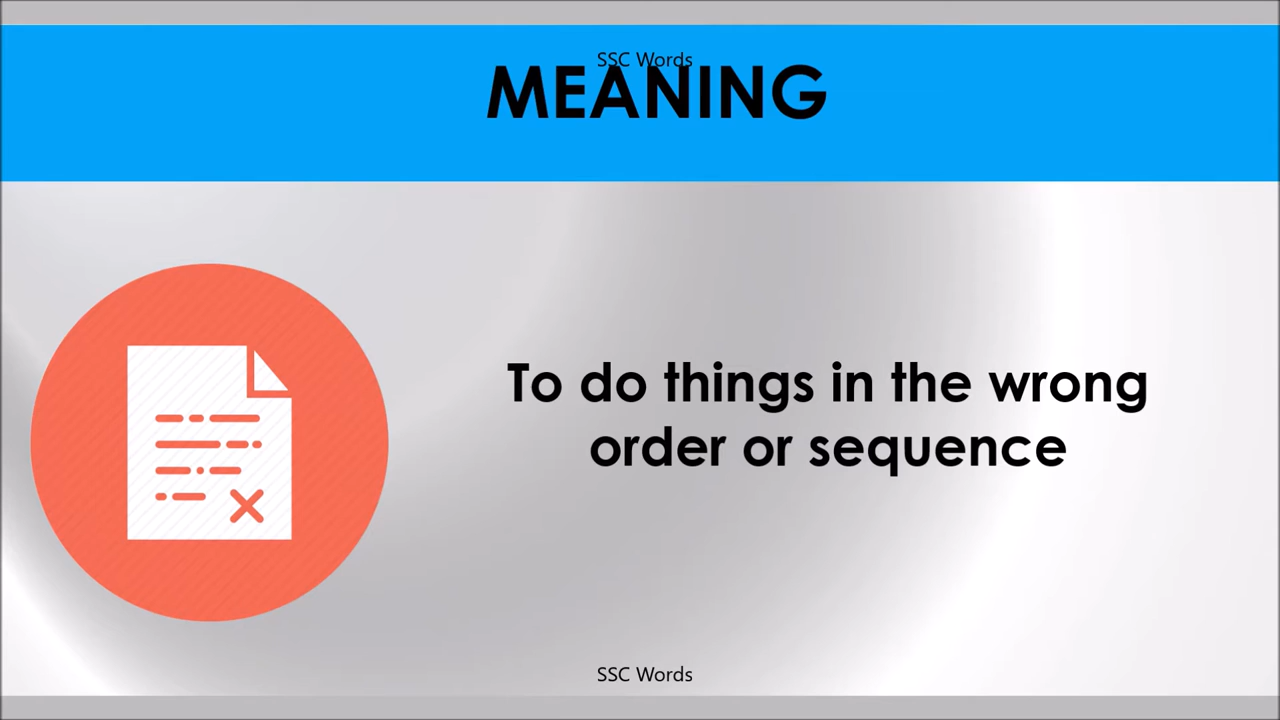 SSC Words
MEANING
To do things in the wrong
order or sequence
SSC Words